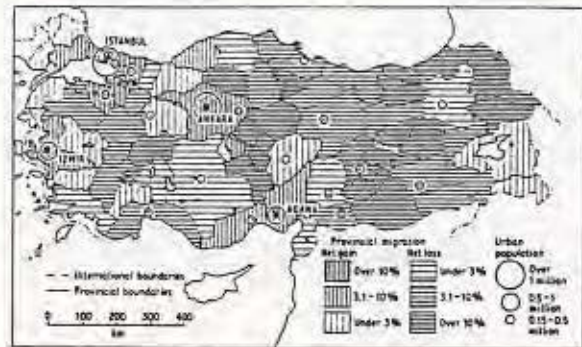 ISTANBUL
ANKARA
IZMIR
ADANA
Provincial migration
Net gain
Net loss
Over 10%
3.1–10%
Under 3%
Under 3%
3.1–10%
Over 10%
Urban population
Over 1 million
0.5–1 million
0.15–0.5 million
International boundaries
Provincial boundaries
0 100 200 300 400
km